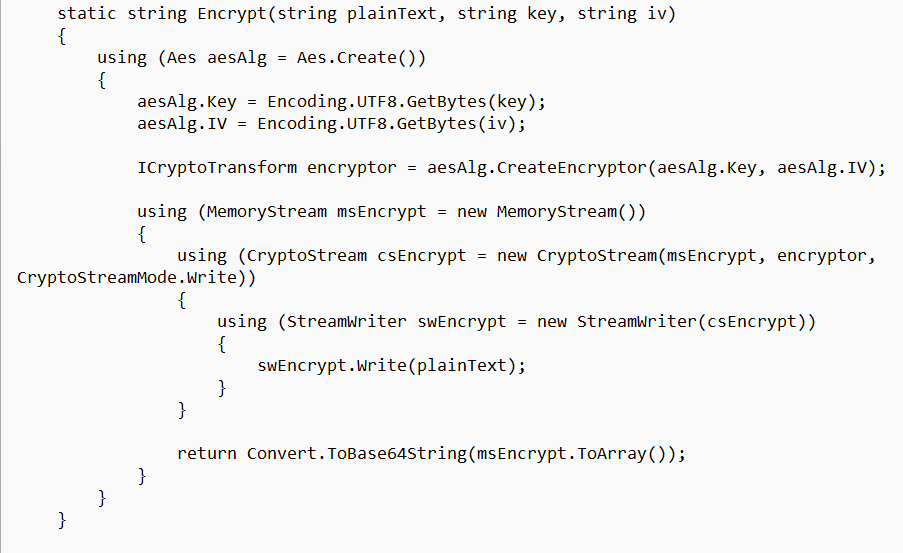 static string Encrypt(string plainText, string key, string iv)
{
using (Aes aesAlg = Aes.Create())
{
aesAlg.Key = Encoding.UTF8.GetBytes(key);
aesAlg.IV = Encoding.UTF8.GetBytes(iv);
ICryptoTransform encryptor = aesAlg.CreateEncryptor(aesAlg.Key, aesAlg.IV);
using (MemoryStream msEncrypt = new MemoryStream())
{
using (CryptoStream csEncrypt = new CryptoStream(msEncrypt, encryptor,
CryptoStreamMode.Write))
{
using (StreamWriter swEncrypt = new StreamWriter(csEncrypt))
{
swEncrypt.Write(plainText);
}
}
return Convert.ToBase64String(msEncrypt.ToArray());
}
}
}